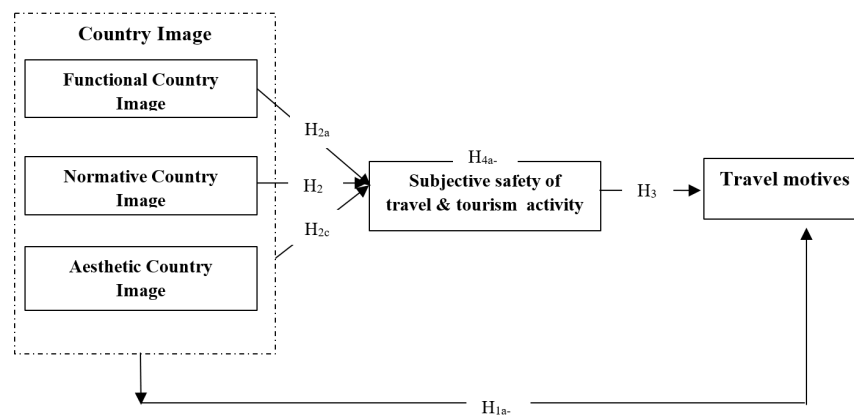 Country Image
Functional Country
Image
H2a
Normative Country
Image
H2
H4a-
Subjective safety of
travel & tourism activity
H3
Travel motives
H2c
Aesthetic Country
Image
H1a-